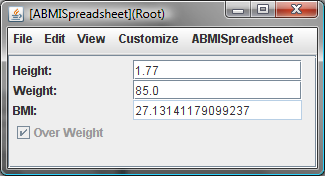 [ABMISpreadsheet](Root)
File Edit View Customize ABMISpreadsheet
Height: 1.77
Weight: 85.0
BMI: 27.13141179099237
Over Weight